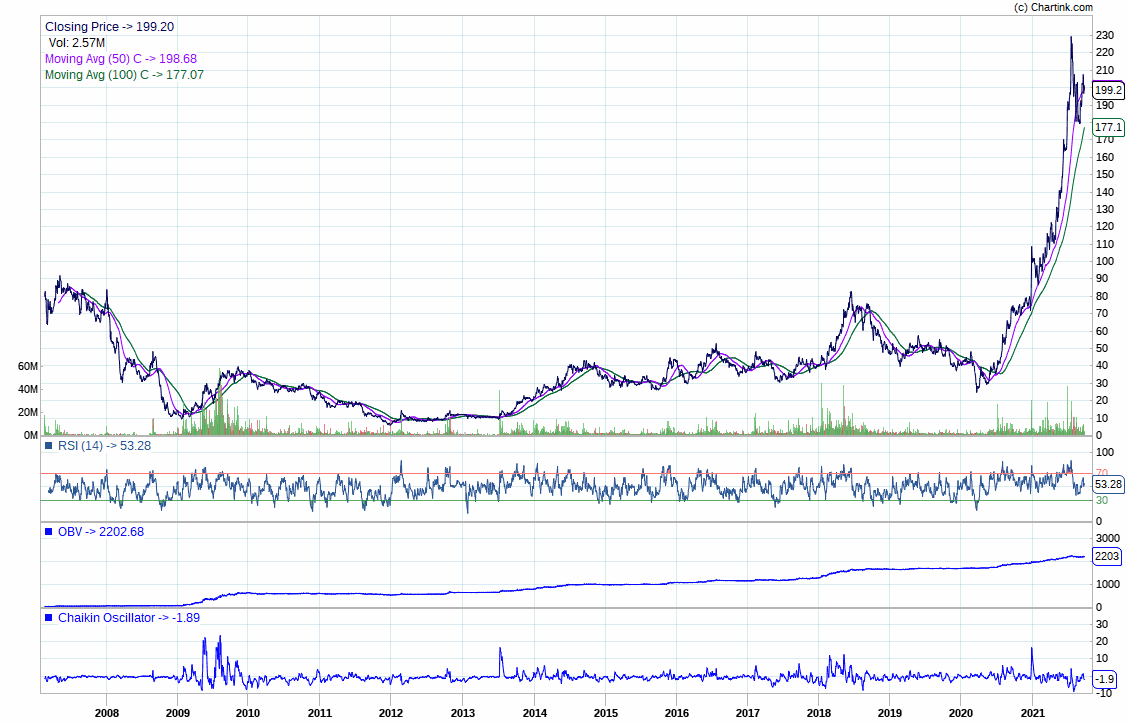 (c) Chartink.com
Closing Price -> 199.20
Vol: 2.57M
Moving Avg (50) C -> 198.68
Moving Avg (100) C -> 177.07
230
220
210
199.2
190
177.1
170
160
150
140
130
120
110
100
90
80
70
60
50
40
30
20
10
0
60M
40M
20M
0M
RSI (14) -> 53.28
100
70
53.28
30
0
OBV -> 2202.68
3000
2203
1000
0
Chaikin Oscillator -> -1.89
30
20
10
-1.9
-10
2008 2009 2010 2011 2012 2013 2014 2015 2016 2017 2018 2019 2020 2021